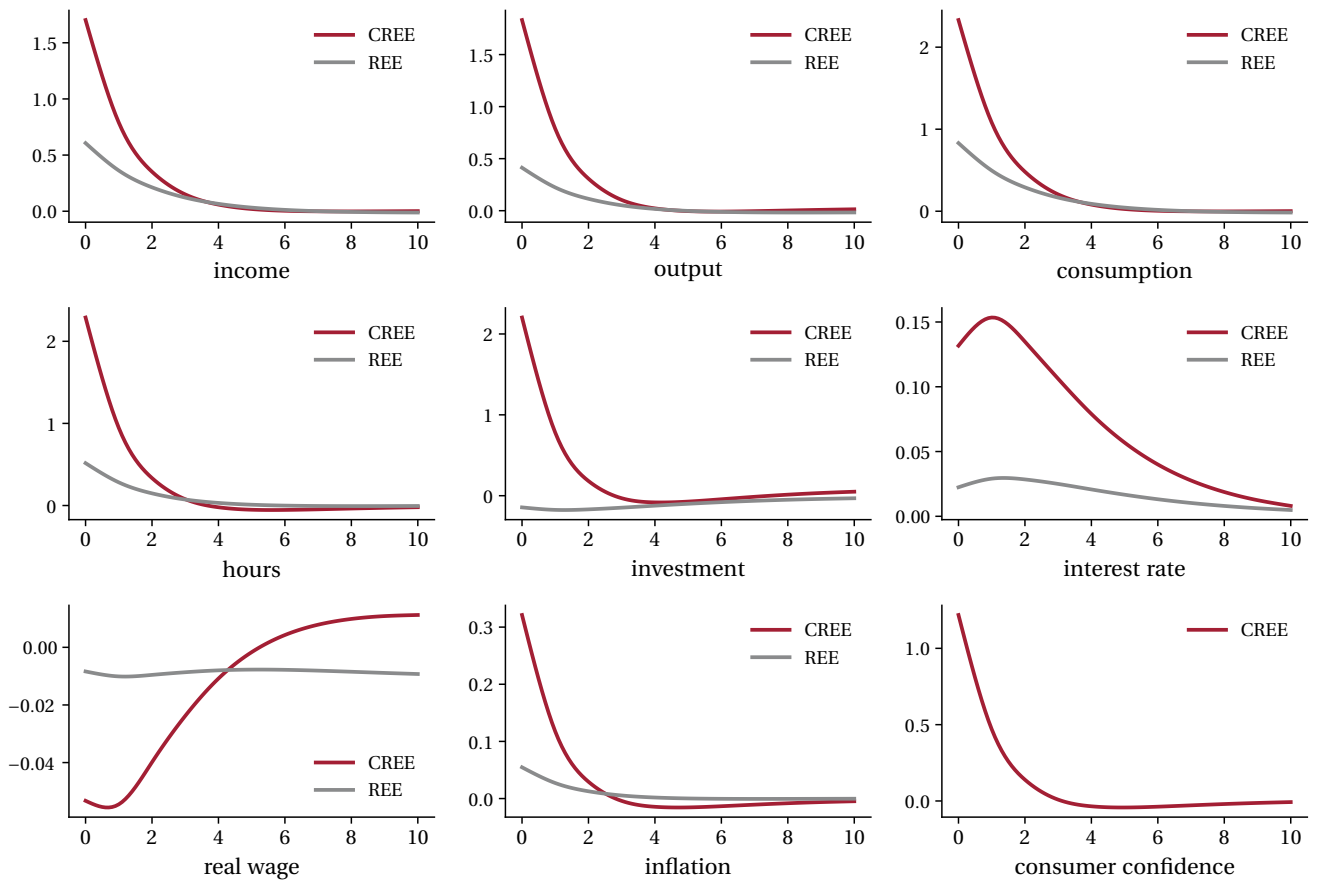 1.5
1.0
0.5
0.0
0 2 4 6 8 10
income
CREE
REE
1.5
1.0
0.5
0.0
0 2 4 6 8 10
output
CREE
REE
2
1
0
0 2 4 6 8 10
consumption
CREE
REE
2
1
0
0 2 4 6 8 10
hours
CREE
REE
2
1
0
0 2 4 6 8 10
investment
CREE
REE
0.15
0.10
0.05
0.00
0 2 4 6 8 10
interest rate
CREE
REE
0.00
−0.02
−0.04
0 2 4 6 8 10
real wage
CREE
REE
0.3
0.2
0.1
0.0
0 2 4 6 8 10
inflation
CREE
REE
1.0
0.5
0.0
0 2 4 6 8 10
consumer confidence
CREE